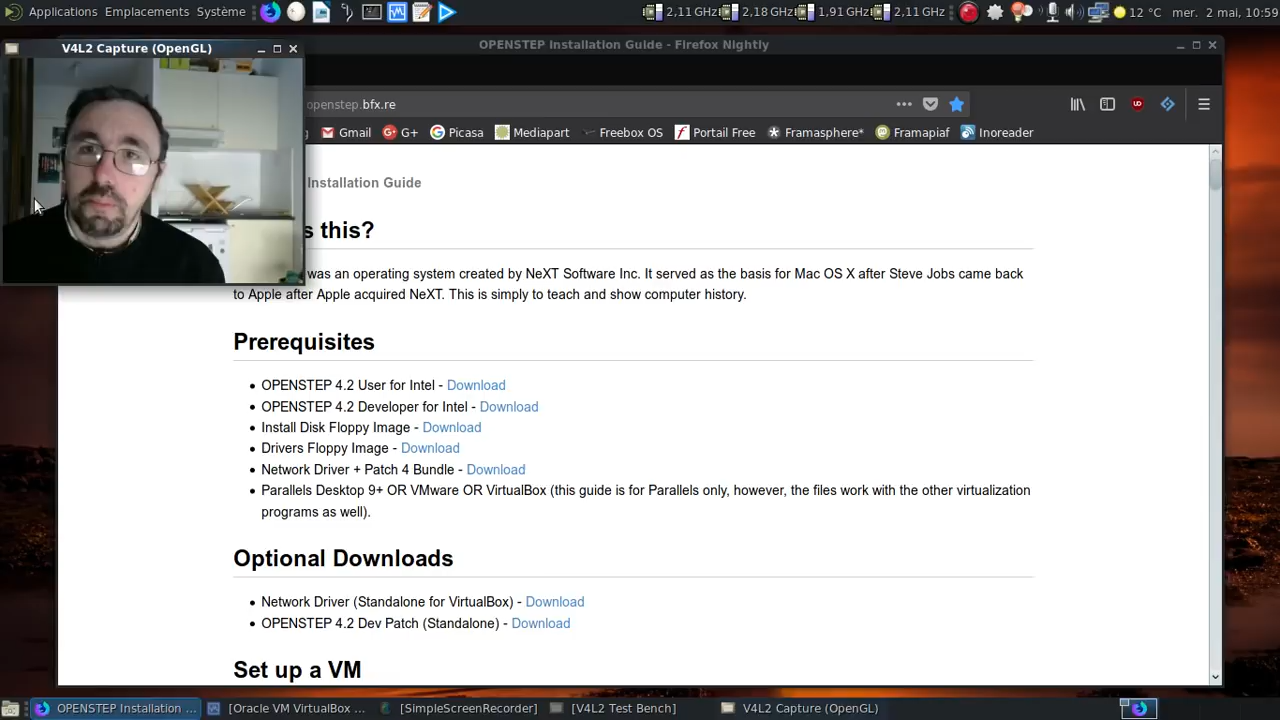 Applications Emplacements Système 2,11 GHz 2,18 GHz 1,91 GHz 2,11 GHz 12 °C mer. 2 mai, 10:59
V4L2 Capture (OpenGL)
OPENSTEP Installation Guide - Firefox Nightly
openstep.bfx.re
Gmail G+ Picasa Mediapart Freebox OS Portail Free Framasphere* Framapiaf Inoreader
Installation Guide
s this?
was an operating system created by NeXT Software Inc. It served as the basis for Mac OS X after Steve Jobs came back
to Apple after Apple acquired NeXT. This is simply to teach and show computer history.
Prerequisites
• OPENSTEP 4.2 User for Intel - Download
• OPENSTEP 4.2 Developer for Intel - Download
• Install Disk Floppy Image - Download
• Drivers Floppy Image - Download
• Network Driver + Patch 4 Bundle - Download
• Parallels Desktop 9+ OR VMware OR VirtualBox (this guide is for Parallels only, however, the files work with the other virtualization
programs as well).
Optional Downloads
• Network Driver (Standalone for VirtualBox) - Download
• OPENSTEP 4.2 Dev Patch (Standalone) - Download
Set up a VM
OPENSTEP Installation ... [Oracle VM VirtualBox ... [SimpleScreenRecorder] [V4L2 Test Bench] V4L2 Capture (OpenGL)